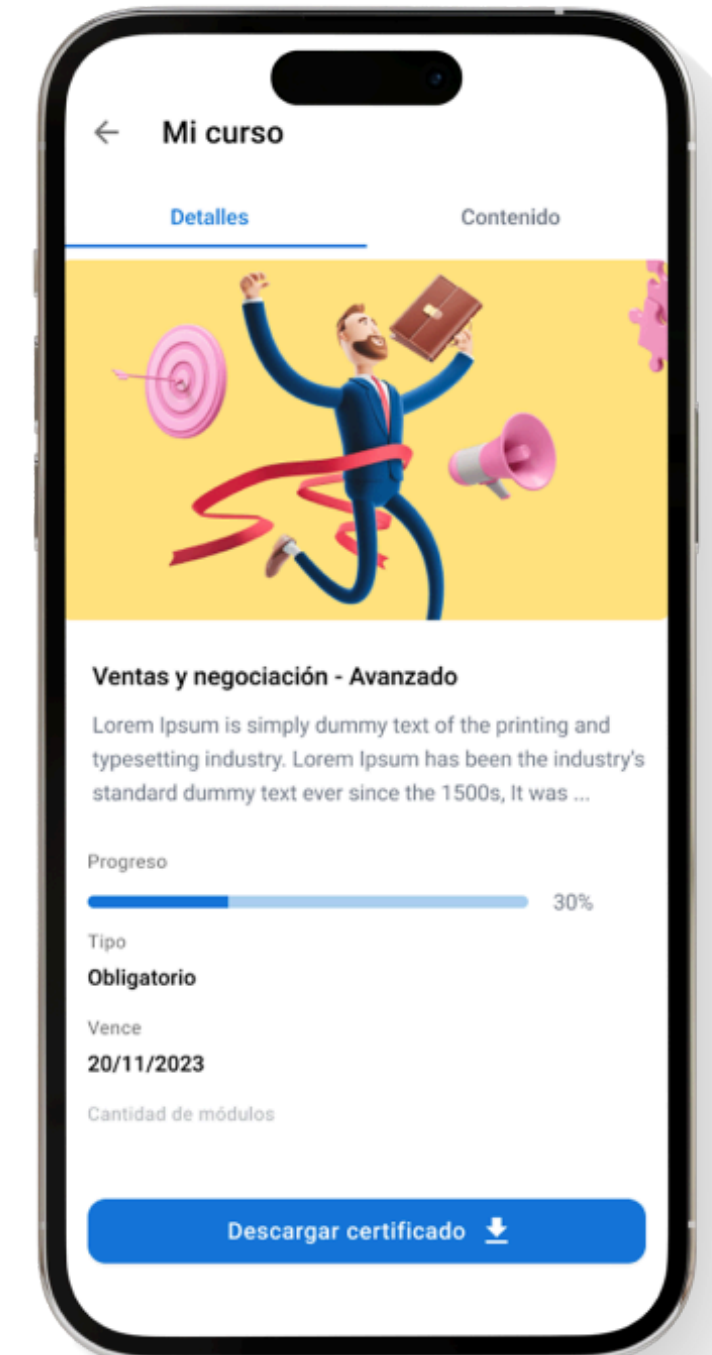 Mi curso
Detalles
Contenido
Ventas y negociación - Avanzado
Lorem Ipsum is simply dummy text of the printing and
typesetting industry. Lorem Ipsum has been the industry's
standard dummy text ever since the 1500s, It was ...
Progreso
30%
Tipo
Obligatorio
Vence
20/11/2023
Cantidad de módulos
Descargar certificado